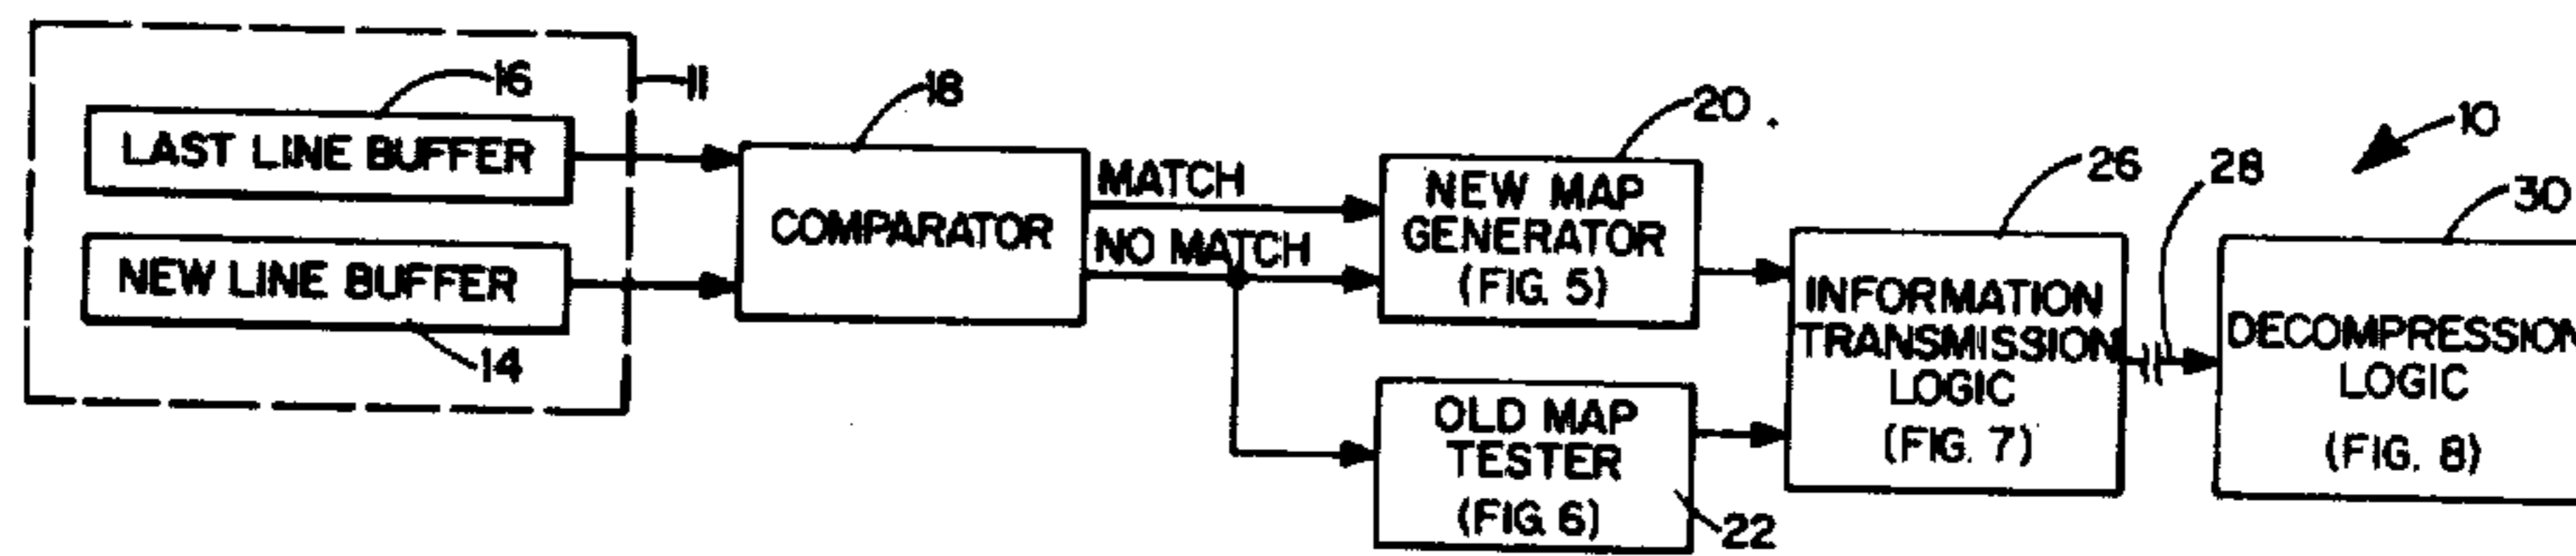 16
11
LAST LINE BUFFER
NEW LINE BUFFER
14
18
COMPARATOR
MATCH
NO MATCH
20
NEW MAP
GENERATOR
(FIG. 5)
OLD MAP
TESTER
(FIG. 6)
22
26
INFORMATION
TRANSMISSION
LOGIC
(FIG. 7)
28
10
30
DECOMPRESSION
LOGIC
(FIG. 8)